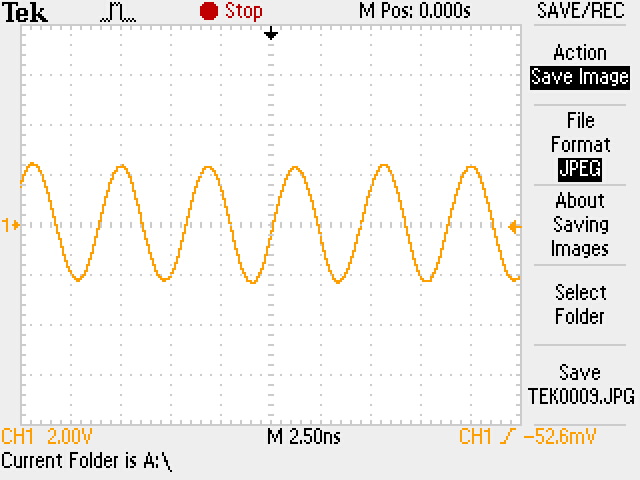 Tek Stop M Pos: 0.000s SAVE/REC
Action
Save Image
File
Format
JPEG
About
Saving
Images
Select
Folder
Save
TEK0009.JPG
1
CH1 2.00V M 2.50ns CH1 -52.6mV
Current Folder is A:\